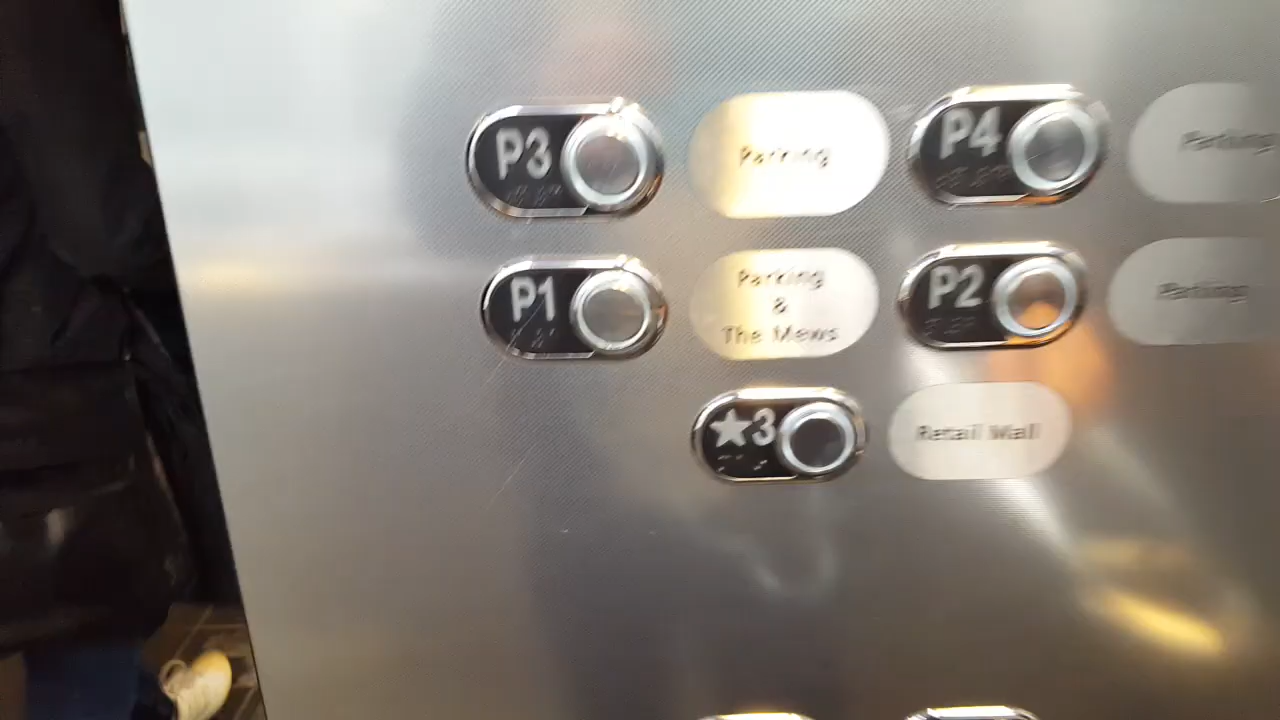 P3 Parking P4 Parking
P1 Parking
&
The Mews
P2 Parking
★3 Retail Mall